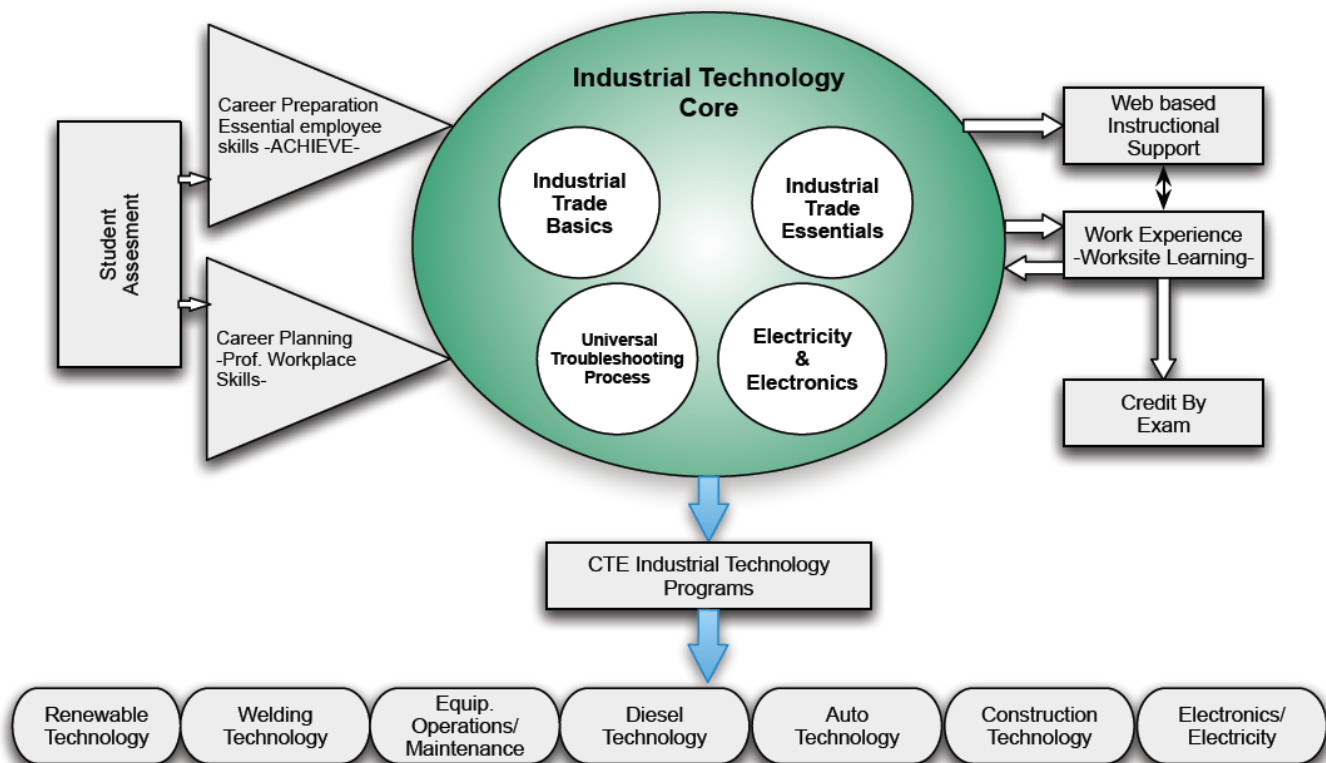 Industrial Technology
Core
Career Preparation
Essential employee
skills -ACHIEVE-
Student
Assesment
Career Planning
-Prof. Workplace
Skills-
Industrial
Trade
Basics
Industrial
Trade
Essentials
Universal
Troubleshooting
Process
Electricity
&
Electronics
Web based
Instructional
Support
Work Experience
-Worksite Learning-
Credit By
Exam
CTE Industrial Technology
Programs
Renewable
Technology
Welding
Technology
Equip.
Operations/
Maintenance
Diesel
Technology
Auto
Technology
Construction
Technology
Electronics/
Electricity